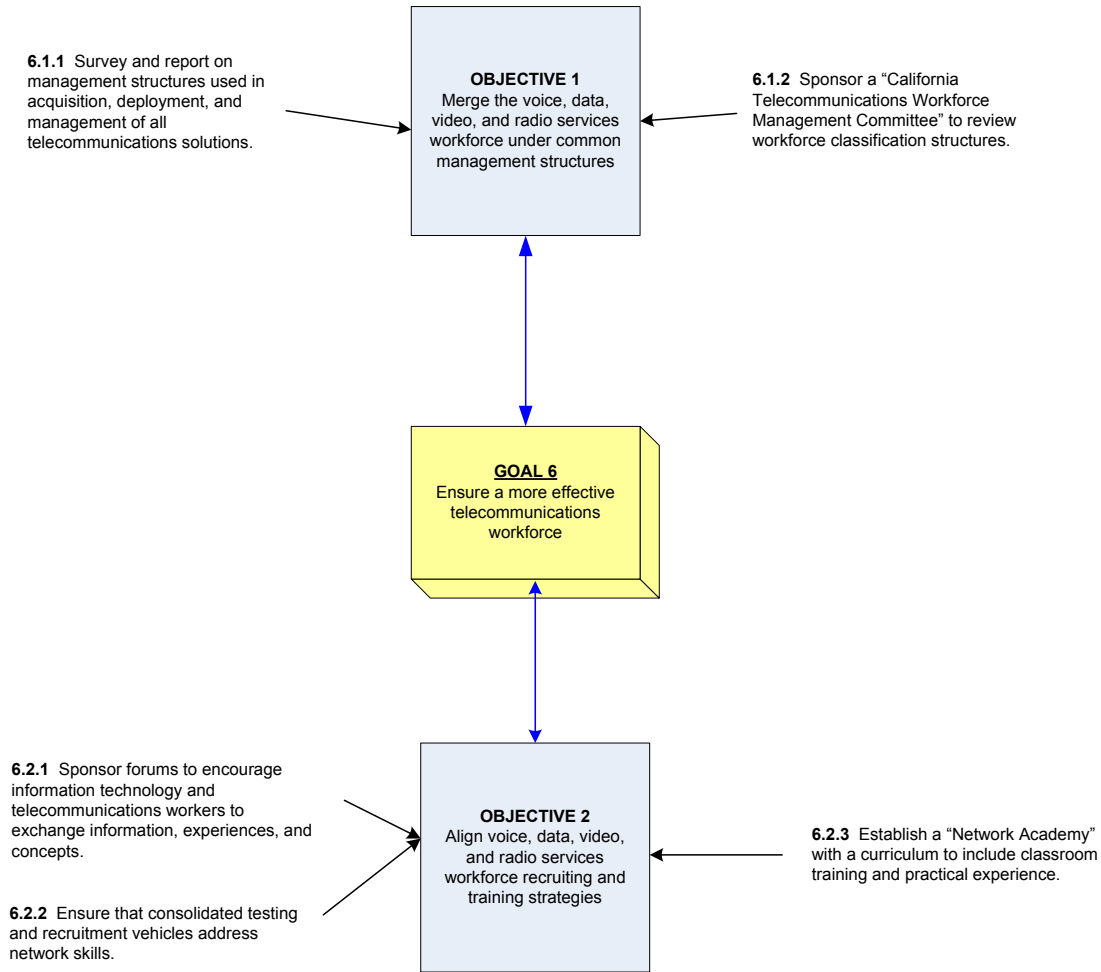 6.1.1 Survey and report on
management structures used in
acquisition, deployment, and
management of all
telecommunications solutions.
OBJECTIVE 1
Merge the voice, data,
video, and radio services
workforce under common
management structures
6.1.2 Sponsor a “California
Telecommunications Workforce
Management Committee” to review
workforce classification structures.
GOAL 6
Ensure a more effective
telecommunications
workforce
6.2.1 Sponsor forums to encourage
information technology and
telecommunications workers to
exchange information, experiences, and
concepts.
6.2.2 Ensure that consolidated testing
and recruitment vehicles address
network skills.
OBJECTIVE 2
Align voice, data, video,
and radio services
workforce recruiting and
training strategies
6.2.3 Establish a “Network Academy”
with a curriculum to include classroom
training and practical experience.